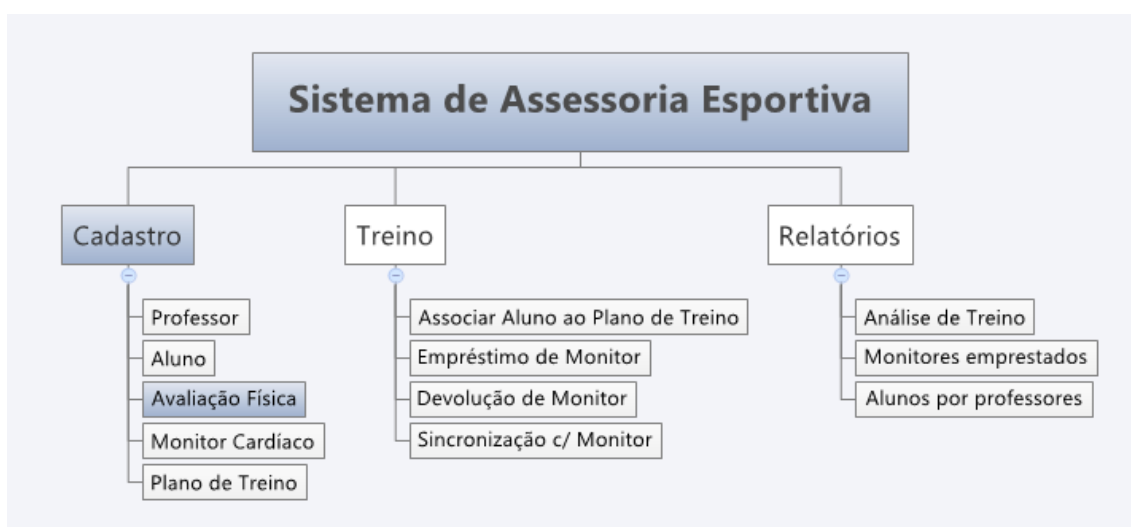 Sistema de Assessoria Esportiva
Cadastro
Professor
Aluno
Avaliação Física
Monitor Cardíaco
Plano de Treino
Treino
Associar Aluno ao Plano de Treino
Empréstimo de Monitor
Devolução de Monitor
Sincronização c/ Monitor
Relatórios
Análise de Treino
Monitores emprestados
Alunos por professores